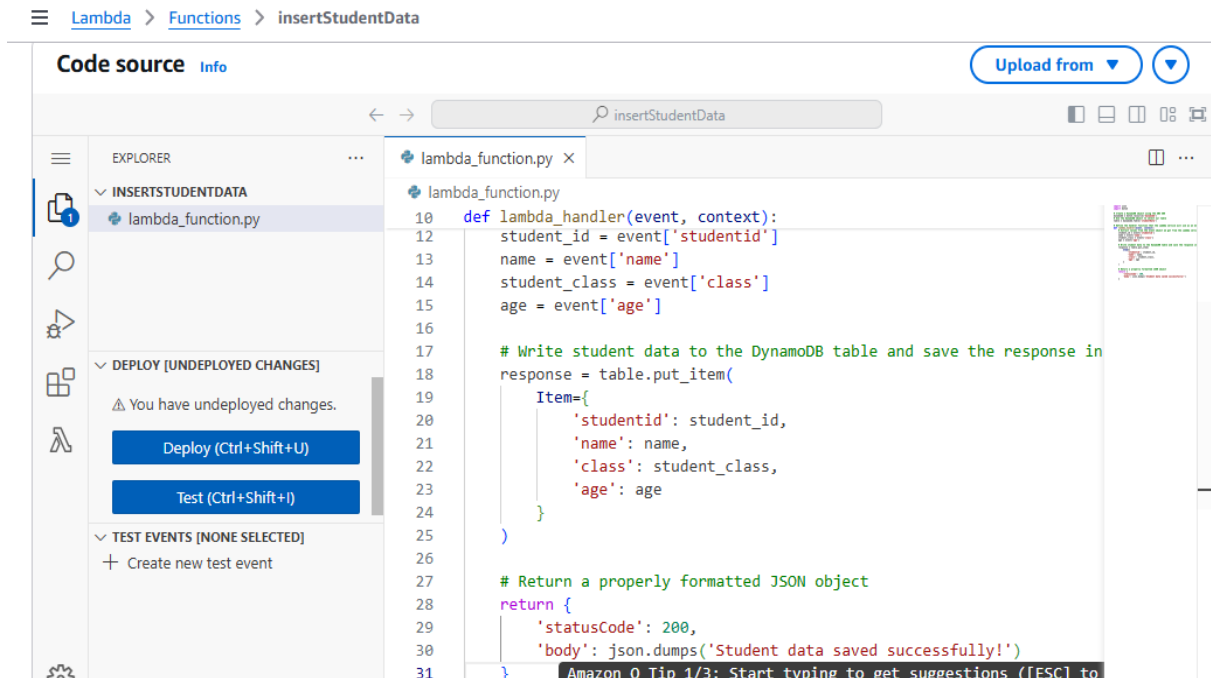 Lambda > Functions > insertStudentData
Code source Info
Upload from
insertStudentData
EXPLORER
lambda_function.py
INSERTSTUDENTDATA
lambda_function.py
1
DEPLOY [UNDEPLOYED CHANGES]
You have undeployed changes.
Deploy (Ctrl+Shift+U)
Test (Ctrl+Shift+I)
TEST EVENTS [NONE SELECTED]
Create new test event
lambda_function.py
10 def lambda_handler(event, context):
12 student_id = event['studentid']
13 name = event['name']
14 student_class = event['class']
15 age = event['age']
16
17 # Write student data to the DynamoDB table and save the response in
18 response = table.put_item(
19 Item={
20 'studentid': student_id,
21 'name': name,
22 'class': student_class,
23 'age': age
24 }
25 )
26
27 # Return a properly formatted JSON object
28 return {
29 'statusCode': 200,
30 'body': json.dumps('Student data saved successfully!')
31 }
Amazon Q Tip 1/3: Start typing to get suggestions ([ESC] to